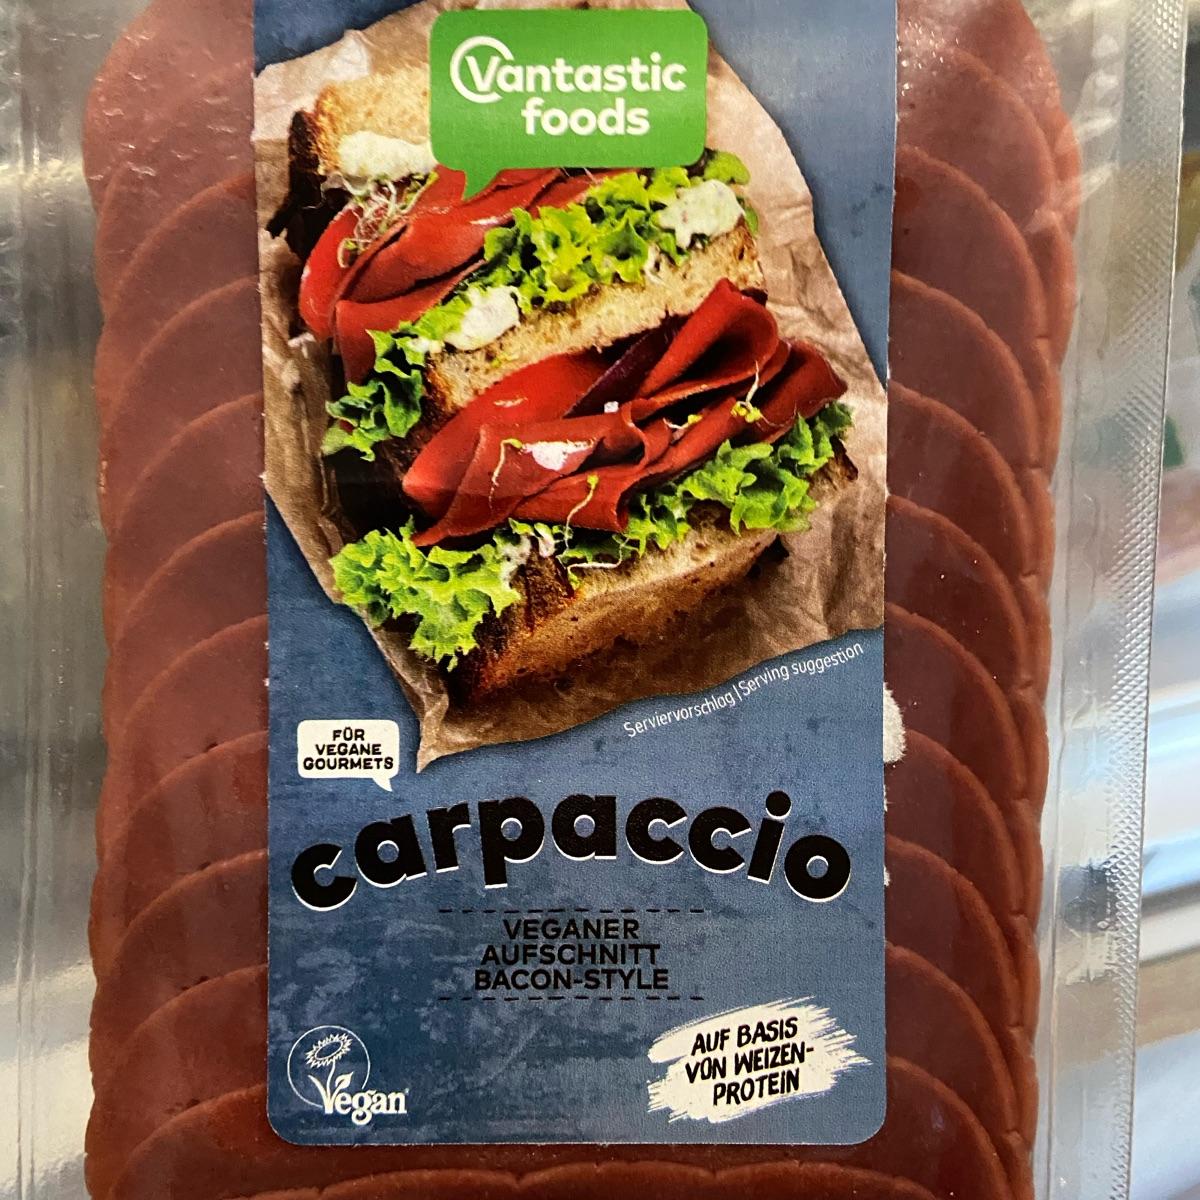 Vantastic
foods
Serviervorschlag | Serving suggestion
FÜR
VEGANE
GOURMETS
carpaccio
VEGANER
AUFSCHNITT
BACON-STYLE
AUF BASIS
VON WEIZEN-
PROTEIN
Vegan